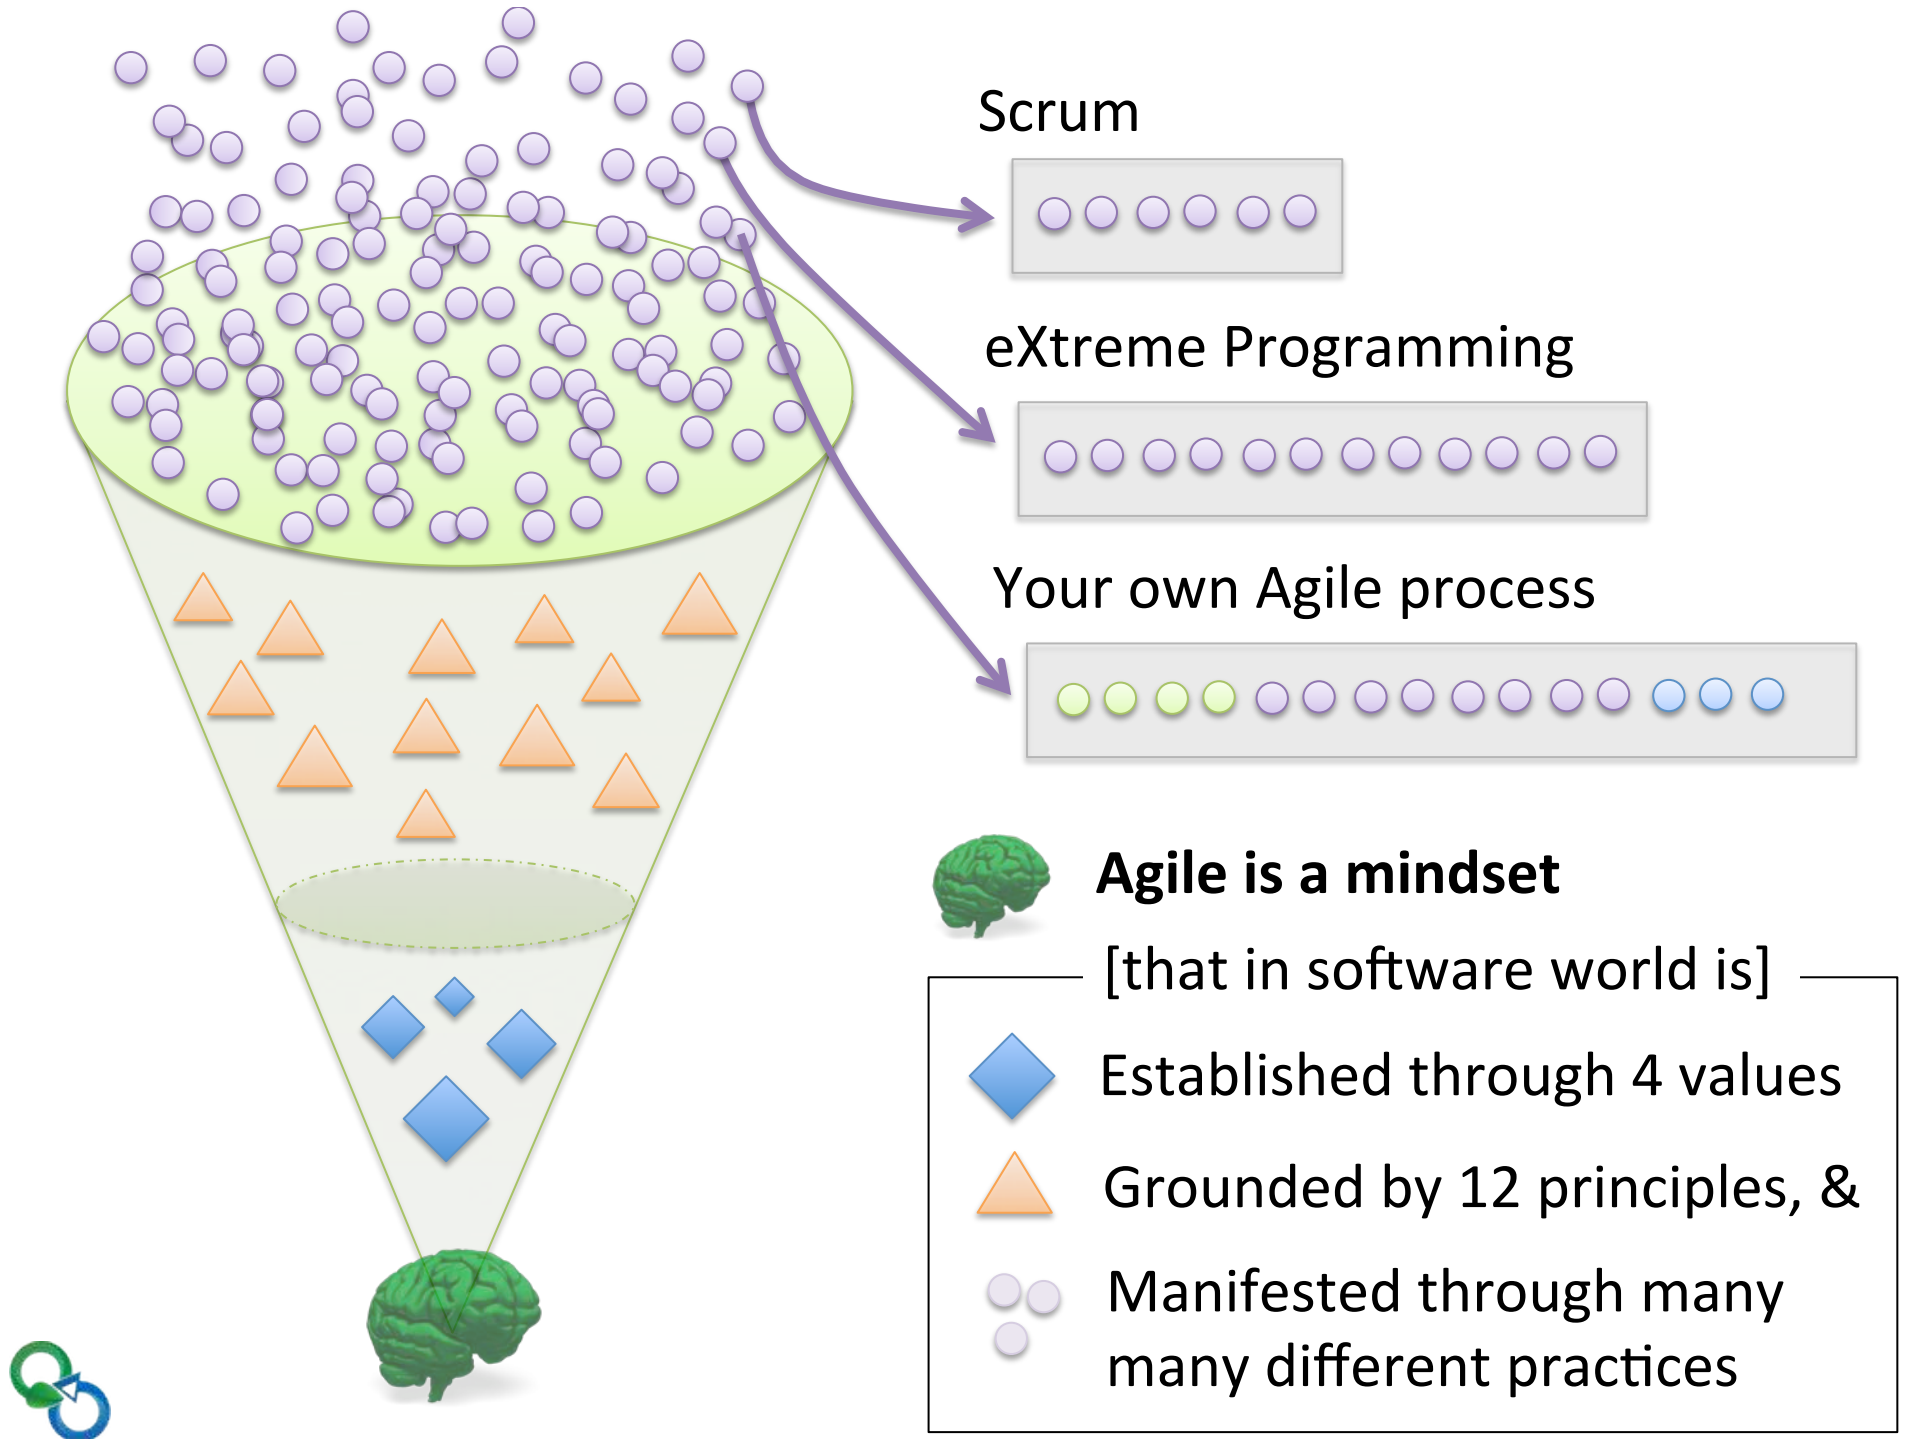 Scrum
eXtreme Programming
Your own Agile process
Agile is a mindset
[that in software world is]
Established through 4 values
Grounded by 12 principles, &
Manifested through many
many different practices